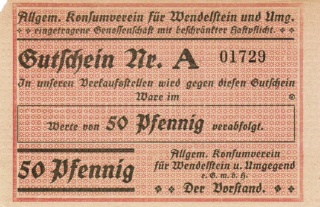 Allgem. Konsumverein für Wendelstein und Umg.
eingetragene Genossenschaft mit beschränkter Haftpflicht.
Gutschein Nr. A 01729
In unseren Verkaufsstellen wird gegen diesen Gutschein
Ware im
Werte von 50 Pfennig verabfolgt.
50 Pfennig
Allgem. Konsumverein
für Wendelstein u. Umgegend
e. G. m. b. H.
Der Vorstand.